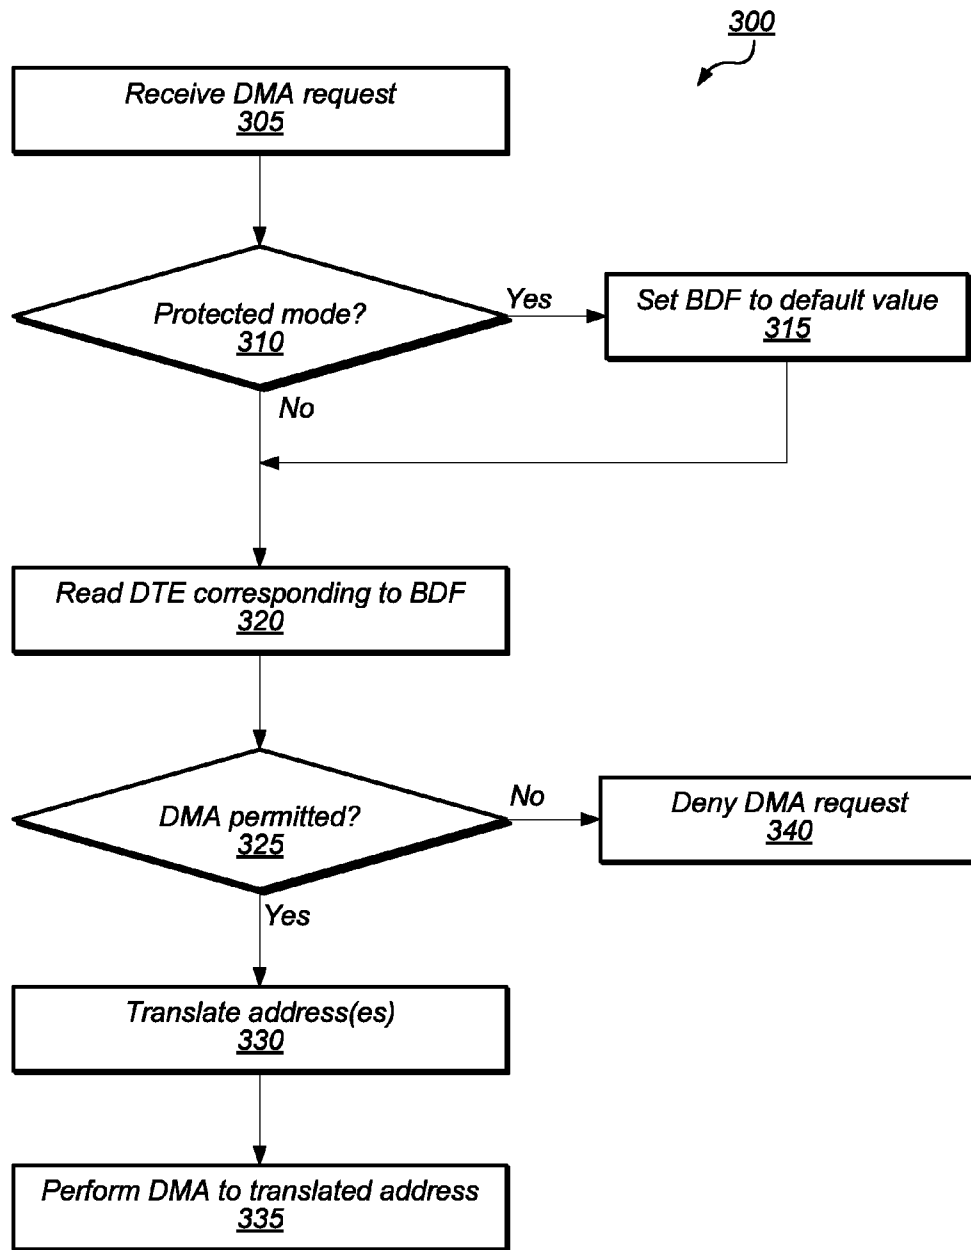 300
Receive DMA request
305
Protected mode?
310
Yes
Set BDF to default value
315
No
Read DTE corresponding to BDF
320
DMA permitted?
325
No
Deny DMA request
340
Yes
Translate address(es)
330
Perform DMA to translated address
335